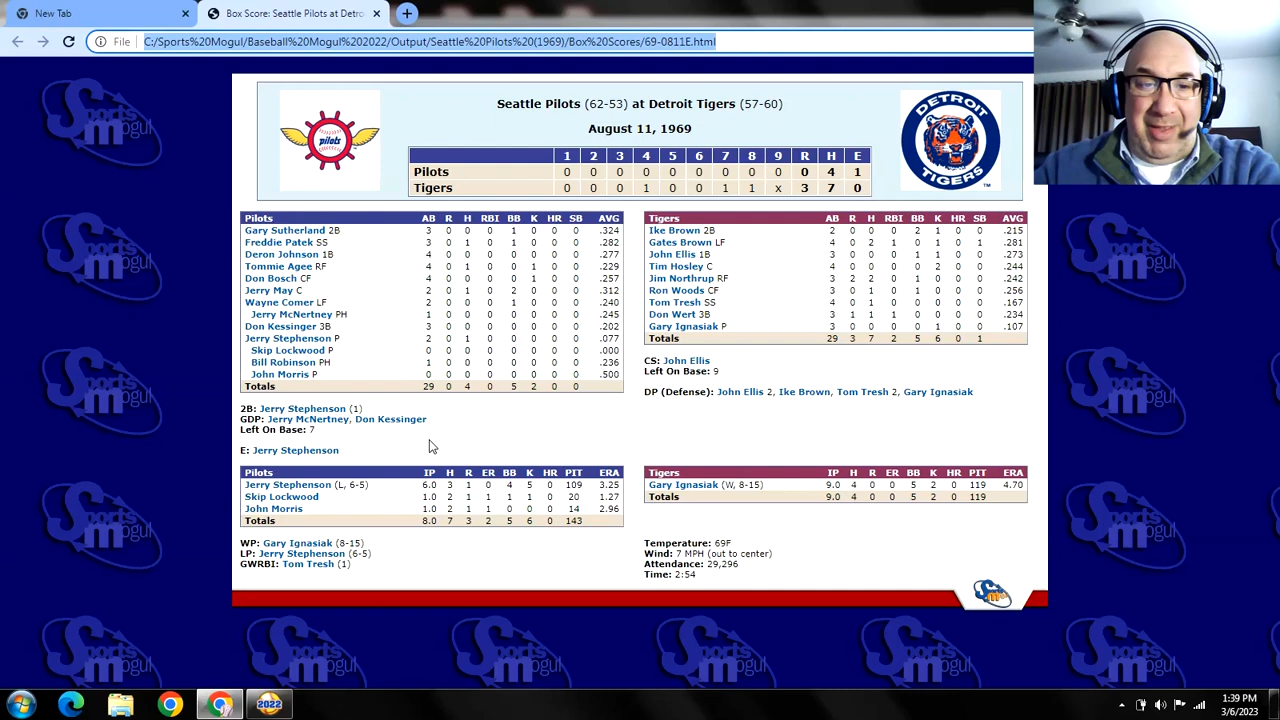 New Tab
Box Score: Seattle Pilots at Detro
File C:/Sports%20Mogul/Baseball%20Mogul%202022/Output/Seattle%20Pilots%20(1969)/Box%20Scores/69-0811E.html
Sports Mogul
pilots
Seattle Pilots (62-53) at Detroit Tigers (57-60)
August 11, 1969
DETROIT TIGERS
1 2 3 4 5 6 7 8 9 R H E
Pilots 0 0 0 0 0 0 0 0 0 0 4 1
Tigers 0 0 0 1 0 0 1 1 x 3 7 0
Pilots AB R H RBI BB K HR SB AVG
Gary Sutherland 2B 3 0 0 0 1 0 0 0 .324
Freddie Patek SS 3 0 1 0 1 0 0 0 .282
Deron Johnson 1B 4 0 0 0 0 0 0 0 .277
Tommie Agee RF 4 0 1 0 0 1 0 0 .229
Don Bosch CF 4 0 0 0 0 1 0 0 .257
Jerry May C 2 0 1 0 2 0 0 0 .312
Wayne Comer LF 2 0 0 0 1 0 0 0 .240
Jerry McNertney PH 1 0 0 0 0 0 0 0 .245
Don Kessinger 3B 3 0 0 0 0 0 0 0 .202
Jerry Stephenson P 2 0 1 0 0 0 0 0 .077
Skip Lockwood P 0 0 0 0 0 0 0 0 .000
Bill Robinson PH 1 0 0 0 0 0 0 0 .236
John Morris P 0 0 0 0 0 0 0 0 .500
Totals 29 0 4 0 5 2 0 0
2B: Jerry Stephenson (1)
GDP: Jerry McNertney, Don Kessinger
Left On Base: 7
E: Jerry Stephenson
Tigers AB R H RBI BB K HR SB AVG
Ike Brown 2B 2 0 0 0 2 1 0 0 .215
Gates Brown LF 4 0 2 1 0 1 0 1 .281
John Ellis 1B 3 0 0 0 1 1 0 0 .273
Tim Hosley C 4 0 0 0 0 2 0 0 .244
Jim Northrup RF 3 2 2 0 1 0 0 0 .242
Ron Woods CF 3 0 1 0 1 0 0 0 .256
Tom Tresh SS 4 0 1 0 0 0 0 0 .167
Don Wert 3B 3 1 1 1 0 0 0 0 .234
Gary Ignasiak P 3 0 0 0 0 1 0 0 .107
Totals 29 3 7 2 5 6 0 1
CS: John Ellis
Left On Base: 9
DP (Defense): John Ellis 2, Ike Brown, Tom Tresh 2, Gary Ignasiak
Pilots IP H R ER BB K HR PIT ERA
Jerry Stephenson (L, 6-5) 6.0 3 1 0 4 5 0 109 3.25
Skip Lockwood 1.0 2 1 1 1 1 0 20 1.27
John Morris 1.0 2 1 1 0 0 0 14 2.96
Totals 8.0 7 3 2 5 6 0 143
Tigers IP H R ER BB K HR PIT ERA
Gary Ignasiak (W, 8-15) 9.0 4 0 0 5 2 0 119 4.70
Totals 9.0 4 0 0 5 2 0 119
WP: Gary Ignasiak (8-15)
LP: Jerry Stephenson (6-5)
GWRBI: Tom Tresh (1)
Temperature: 69F
Wind: 7 MPH (out to center)
Attendance: 29,296
Time: 2:54
2022
1:39 PM
3/6/2023